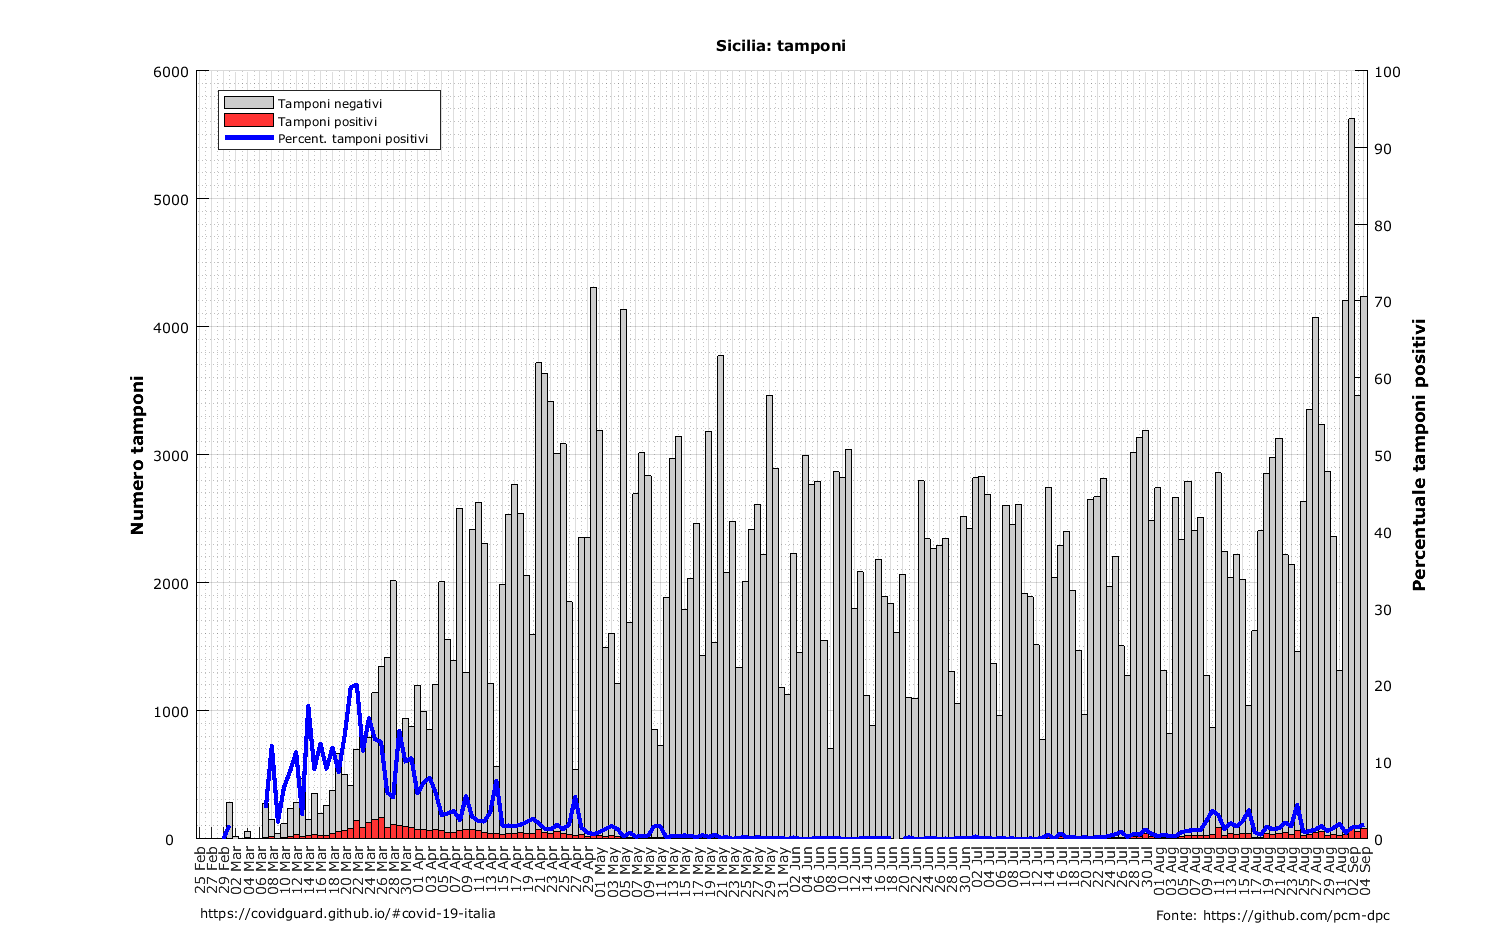 Sicilia: tamponi
6000
5000
4000
3000
2000
1000
0
Numero tamponi
Tamponi negativi
Tamponi positivi
Percent. tamponi positivi
100
90
80
70
60
50
40
30
20
10
0
Percentuale tamponi positivi
25 Feb
27 Feb
29 Feb
02 Mar
04 Mar
06 Mar
08 Mar
10 Mar
12 Mar
14 Mar
16 Mar
18 Mar
20 Mar
22 Mar
24 Mar
26 Mar
28 Mar
30 Mar
01 Apr
03 Apr
05 Apr
07 Apr
09 Apr
11 Apr
13 Apr
15 Apr
17 Apr
19 Apr
21 Apr
23 Apr
25 Apr
27 Apr
29 Apr
01 May
03 May
05 May
07 May
09 May
11 May
13 May
15 May
17 May
19 May
21 May
23 May
25 May
27 May
29 May
31 May
02 Jun
04 Jun
06 Jun
08 Jun
10 Jun
12 Jun
14 Jun
16 Jun
18 Jun
20 Jun
22 Jun
24 Jun
26 Jun
28 Jun
30 Jun
02 Jul
04 Jul
06 Jul
08 Jul
10 Jul
12 Jul
14 Jul
16 Jul
18 Jul
20 Jul
22 Jul
24 Jul
26 Jul
28 Jul
30 Jul
01 Aug
03 Aug
05 Aug
07 Aug
09 Aug
11 Aug
13 Aug
15 Aug
17 Aug
19 Aug
21 Aug
23 Aug
25 Aug
27 Aug
29 Aug
31 Aug
02 Sep
04 Sep
https://covidguard.github.io/#covid-19-italia
Fonte: https://github.com/pcm-dpc